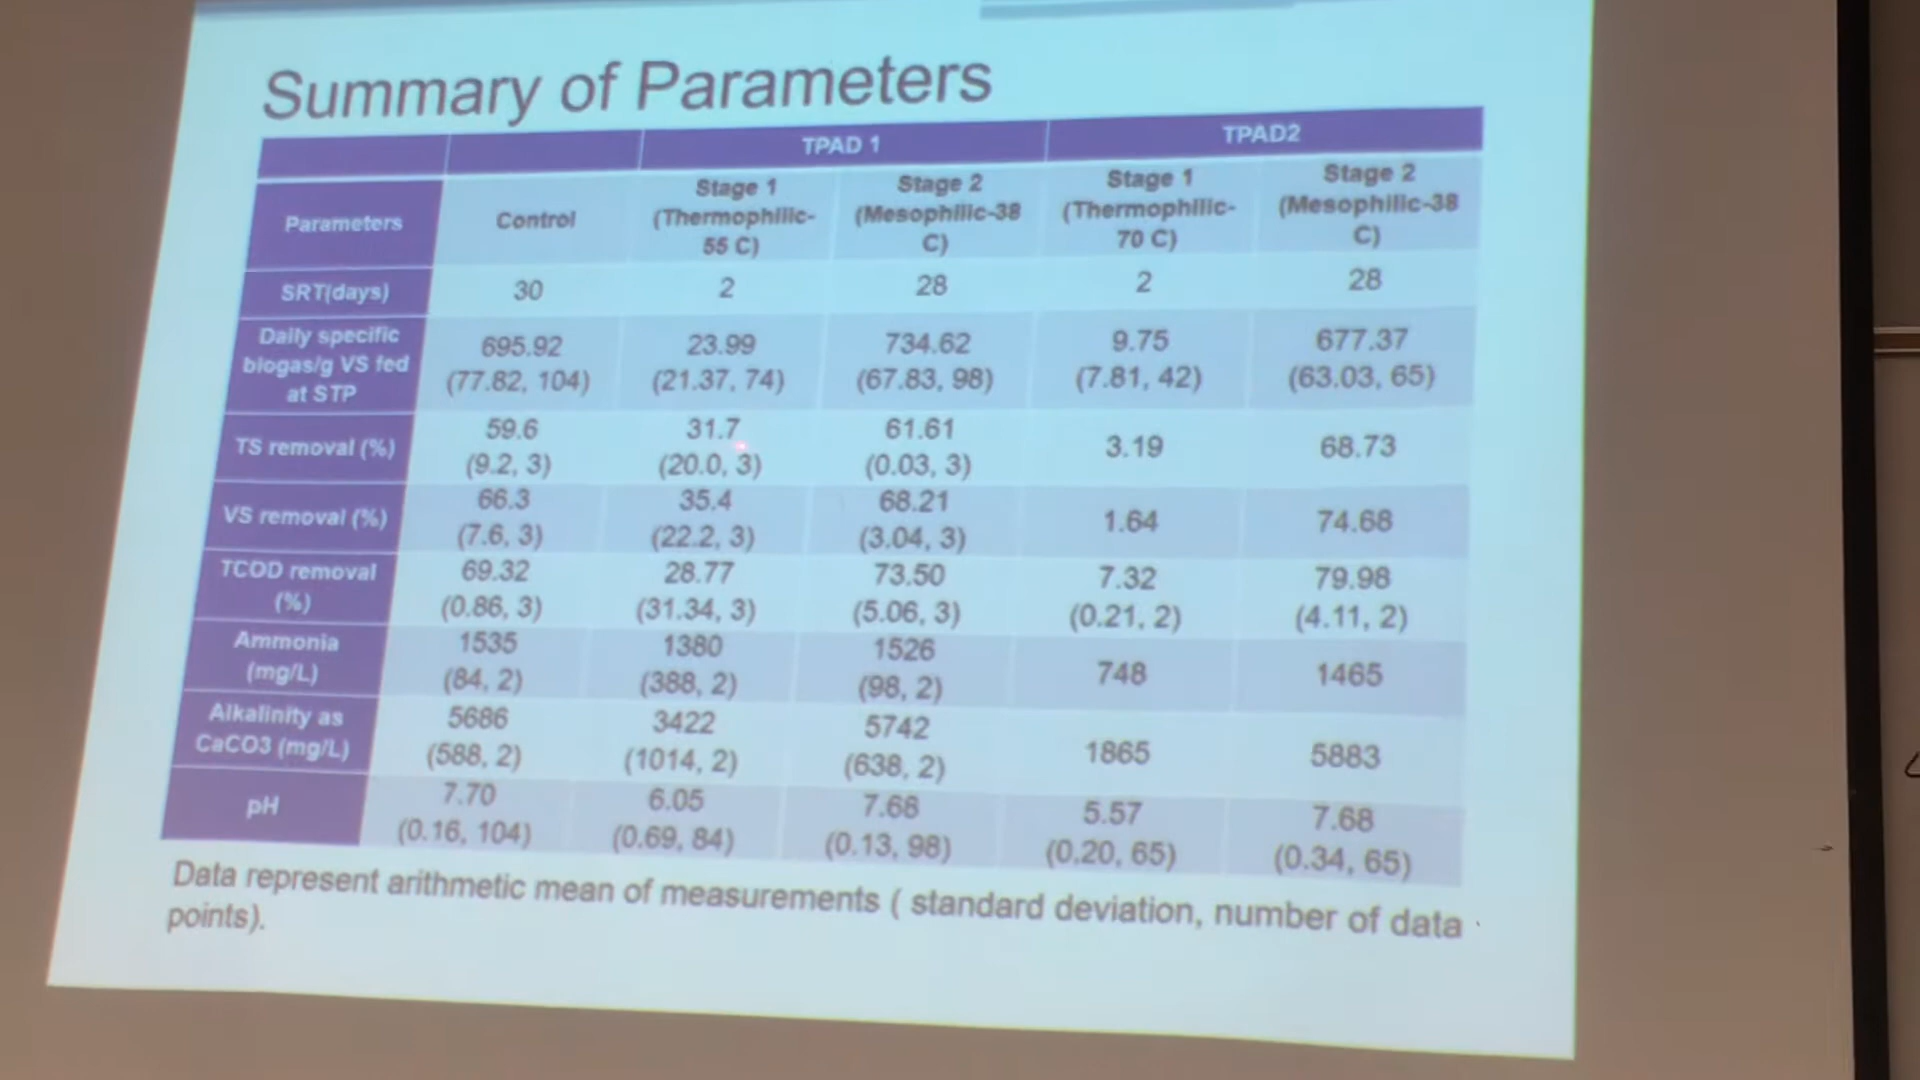 Summary of Parameters
TPAD 1 TPAD2
Parameters Control Stage 1 (Thermophilic-55 C) Stage 2 (Mesophilic-38 C) Stage 1 (Thermophilic-70 C) Stage 2 (Mesophilic-38 C)
SRT(days) 30 2 28 2 28
Daily specific biogas/g VS fed at STP 695.92 (77.82, 104) 23.99 (21.37, 74) 734.62 (67.83, 98) 9.75 (7.81, 42) 677.37 (63.03, 65)
TS removal (%) 59.6 (9.2, 3) 31.7 (20.0, 3) 61.61 (0.03, 3) 3.19 68.73
VS removal (%) 66.3 (7.6, 3) 35.4 (22.2, 3) 68.21 (3.04, 3) 1.64 74.68
TCOD removal (%) 69.32 (0.86, 3) 28.77 (31.34, 3) 73.50 (5.06, 3) 7.32 (0.21, 2) 79.98 (4.11, 2)
Ammonia (mg/L) 1535 (84, 2) 1380 (388, 2) 1526 (98, 2) 748 1465
Alkalinity as CaCO3 (mg/L) 5686 (588, 2) 3422 (1014, 2) 5742 (638, 2) 1865 5883
pH 7.70 (0.16, 104) 6.05 (0.69, 84) 7.68 (0.13, 98) 5.57 (0.20, 65) 7.68 (0.34, 65)
Data represent arithmetic mean of measurements ( standard deviation, number of data
points).